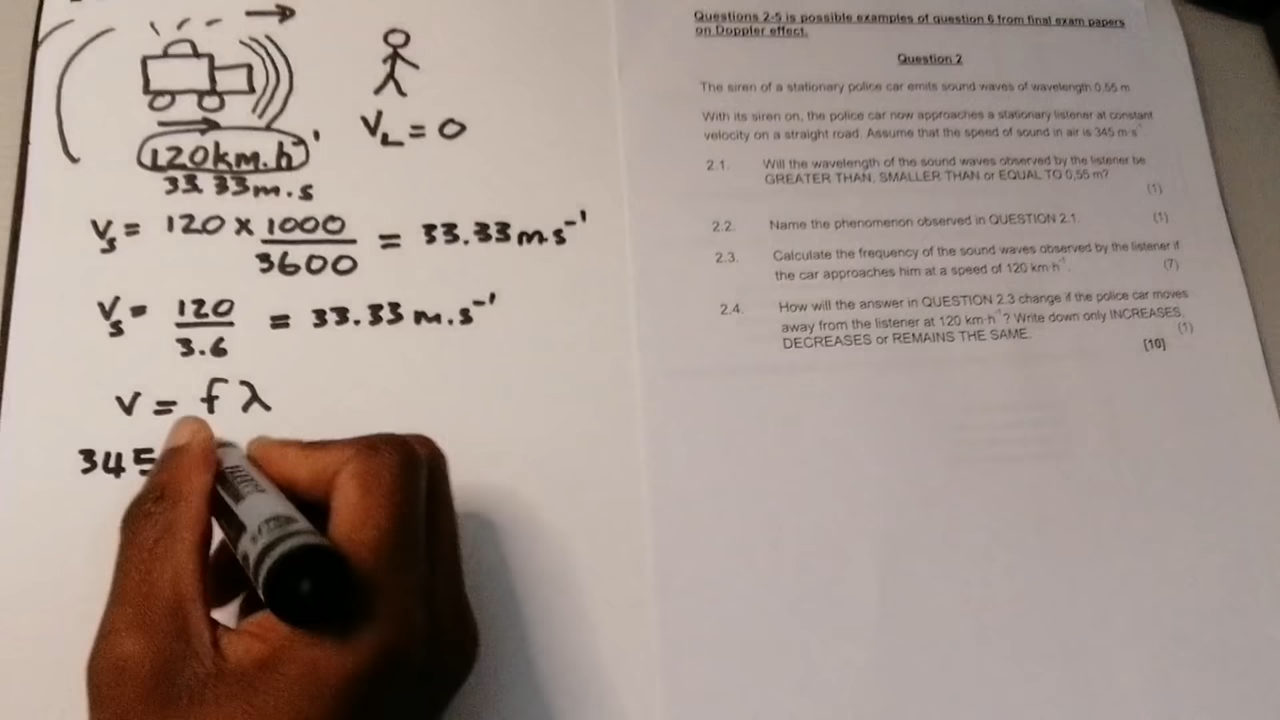 120km.h⁻¹
33.33m.s
V_L = 0
V_s = 120 × 1000/3600 = 33.33m.s⁻¹
V_s = 120/3.6 = 33.33m.s⁻¹
v = fλ
345
Questions 2-5 is possible examples of question 6 from final exam papers
on Doppler effect.
Question 2
The siren of a stationary police car emits sound waves of wavelength 0,55 m.
With its siren on, the police car now approaches a stationary listener at constant
velocity on a straight road. Assume that the speed of sound in air is 345 m·s⁻¹
2.1. Will the wavelength of the sound waves observed by the listener be
GREATER THAN, SMALLER THAN or EQUAL TO 0,55 m?
(1)
2.2. Name the phenomenon observed in QUESTION 2.1. (1)
2.3. Calculate the frequency of the sound waves observed by the listener if
the car approaches him at a speed of 120 km·h⁻¹. (7)
2.4. How will the answer in QUESTION 2.3 change if the police car moves
away from the listener at 120 km·h⁻¹? Write down only INCREASES,
DECREASES or REMAINS THE SAME. (1)
[10]